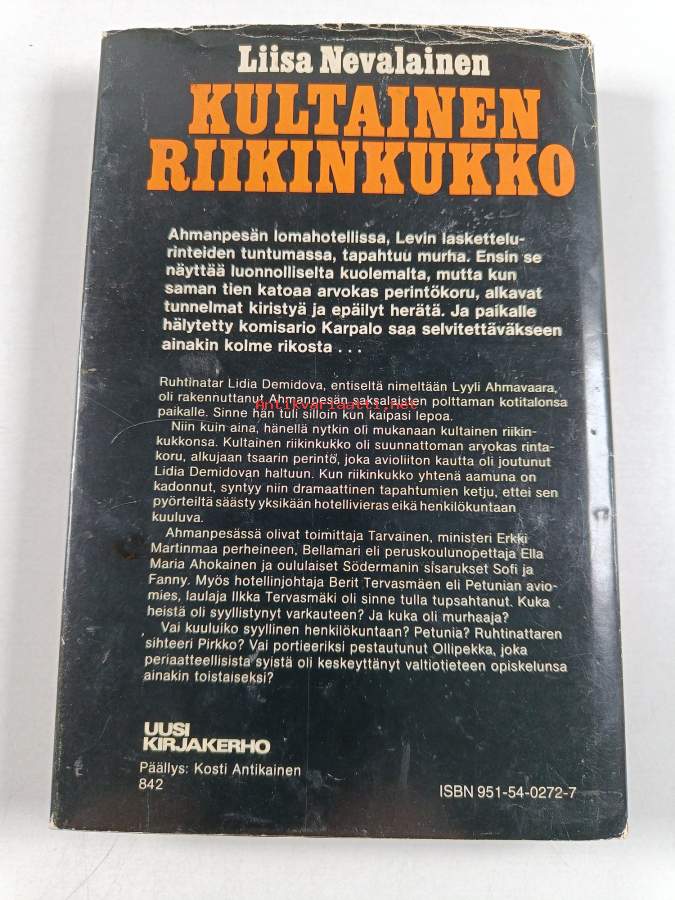 Liisa Nevalainen
KULTAINEN
RIIKINKUKKO
Ahmanpesän lomahotellissa, Levin laskettelu-
rinteiden tuntumassa, tapahtuu murha. Ensin se
näyttää luonnolliselta kuolemalta, mutta kun
saman tien katoaa arvokas perintökoru, alkavat
tunnelmat kiristyä ja epäilyt herätä. Ja paikalle
hälytetty komisario Karpalo saa selvitettäväkseen
ainakin kolme rikosta . . .
Ruhtinatar Lidia Demidova, entiseltä nimeltään Lyyli Ahmavaara,
oli rakennuttanut Ahmanpesän saksalaisten polttaman kotitalonsa
Antikvariaatti.net
paikalle. Sinne hän tuli silloin kun kaipasi lepoa.
Niin kuin aina, hänellä nytkin oli mukanaan kultainen riikin-
kukkonsa. Kultainen riikinkukko oli suunnattoman arvokas rinta-
koru, alkujaan tsaarin perintö, joka avioliiton kautta oli joutunut
Lidia Demidovan haltuun. Kun riikinkukko yhtenä aamuna on
kadonnut, syntyy niin dramaattinen tapahtumien ketju, ettei sen
pyörteiltä säästy yksikään hotellivieras eikä henkilökuntaan
kuuluva.
Ahmanpesässä olivat toimittaja Tarvainen, ministeri Erkki
Martinmaa perheineen, Bellamari eli peruskoulunopettaja Ella
Maria Ahokainen ja oululaiset Södermanin sisarukset Sofi ja
Fanny. Myös hotellinjohtaja Berit Tervasmäen eli Petunian avio-
mies, laulaja Ilkka Tervasmäki oli sinne tulla tupsahtanut. Kuka
heistä oli syyllistynyt varkauteen? Ja kuka oli murhaaja?
Vai kuuluiko syyllinen henkilökuntaan? Petunia? Ruhtinattaren
sihteeri Pirkko? Vai portieeriksi pestautunut Ollipekka, joka
periaatteellisista syistä oli keskeyttänyt valtiotieteen opiskelunsa
ainakin toistaiseksi?
UUSI
KIRJAKERHO
Päällys: Kosti Antikainen
842
ISBN 951-54-0272-7